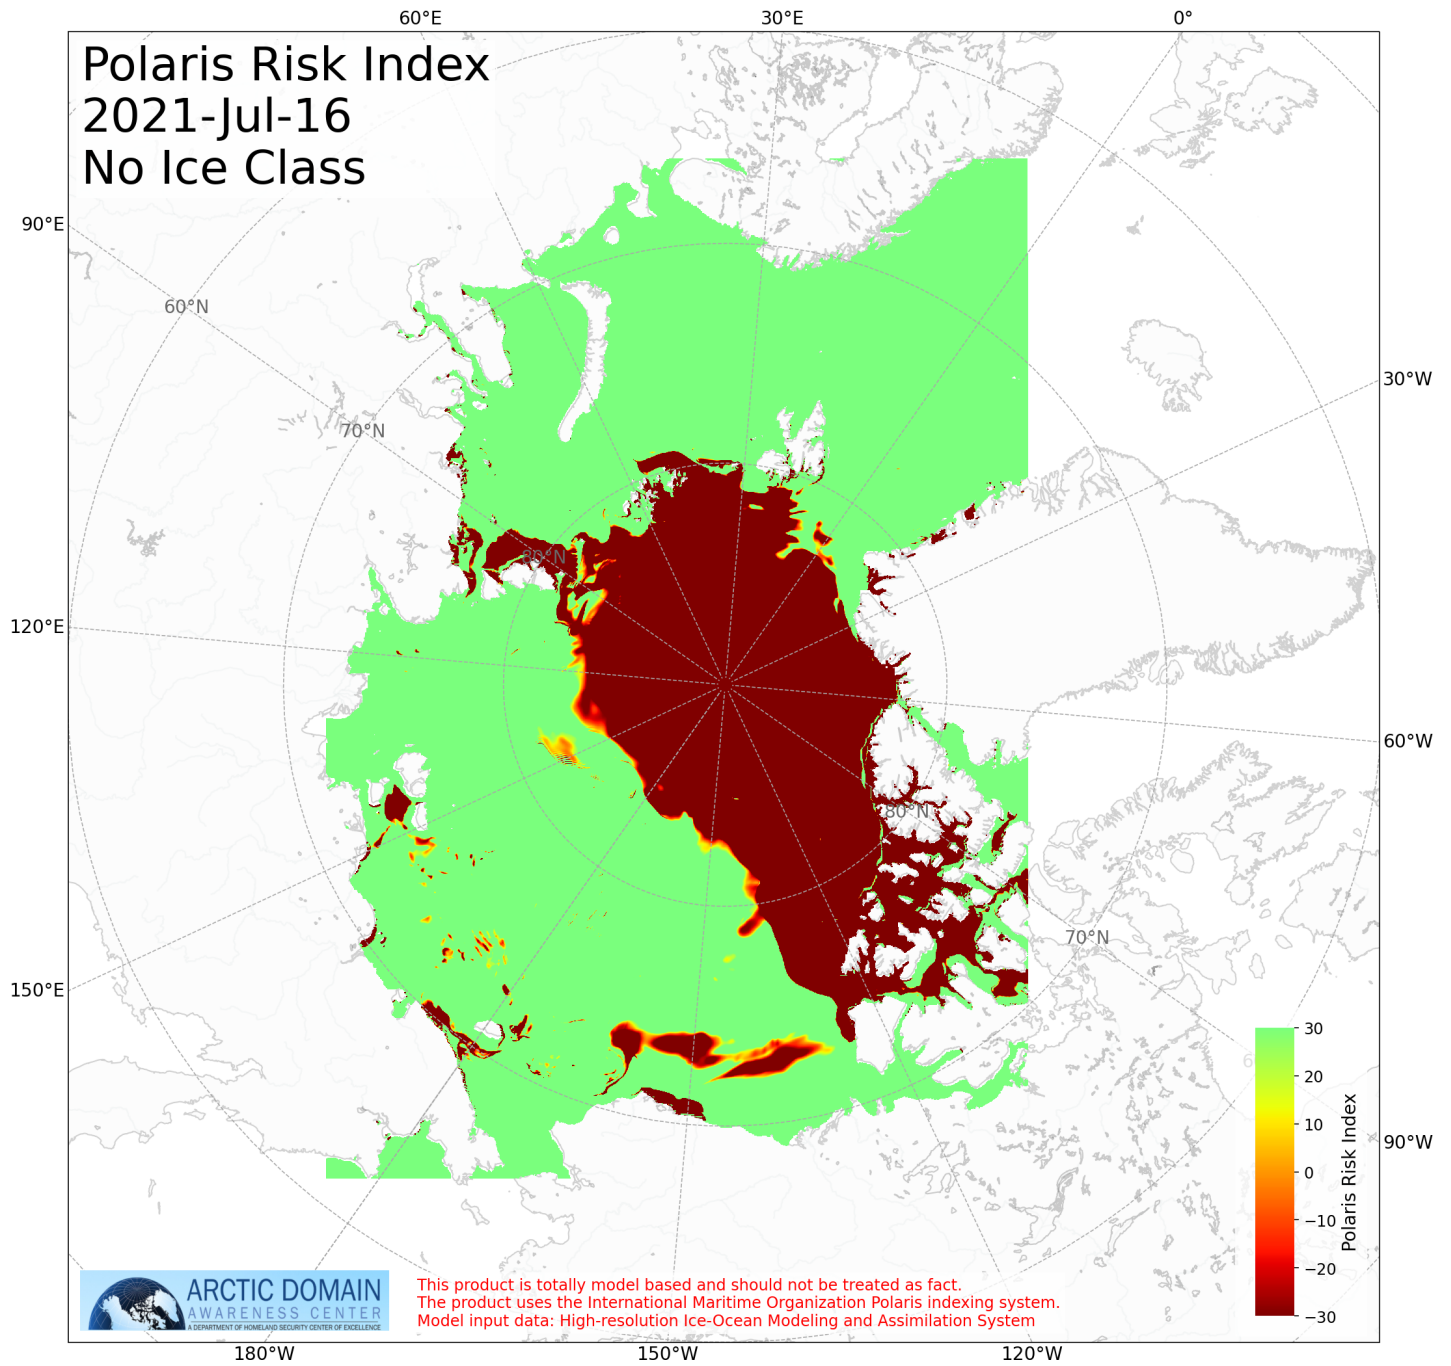 60°E 30°E 0°
Polaris Risk Index
2021-Jul-16
No Ice Class
90°E
60°N
30°W
70°N
80°N
120°E
60°W
80°N
70°N
150°E
30
20
10
0
−10
−20
−30
Polaris Risk Index
90°W
ARCTIC DOMAIN
AWARENESS CENTER
A DEPARTMENT OF HOMELAND SECURITY CENTER OF EXCELLENCE
This product is totally model based and should not be treated as fact.
The product uses the International Maritime Organization Polaris indexing system.
Model input data: High-resolution Ice-Ocean Modeling and Assimilation System
180°W 150°W 120°W